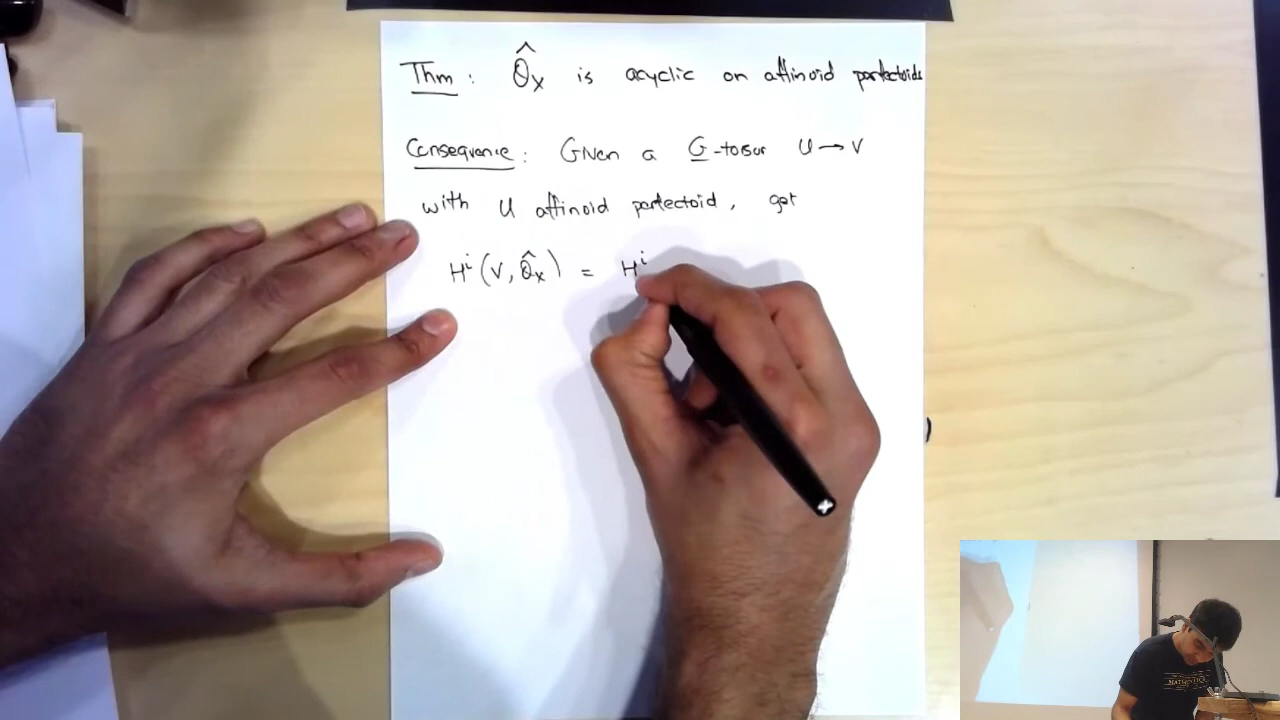 Thm : Ô_X is acyclic on affinoid perfectoids
Consequence : Given a G-torsor U → V
with U affinoid perfectoid, get
H^i (V, Ô_X) = H^i